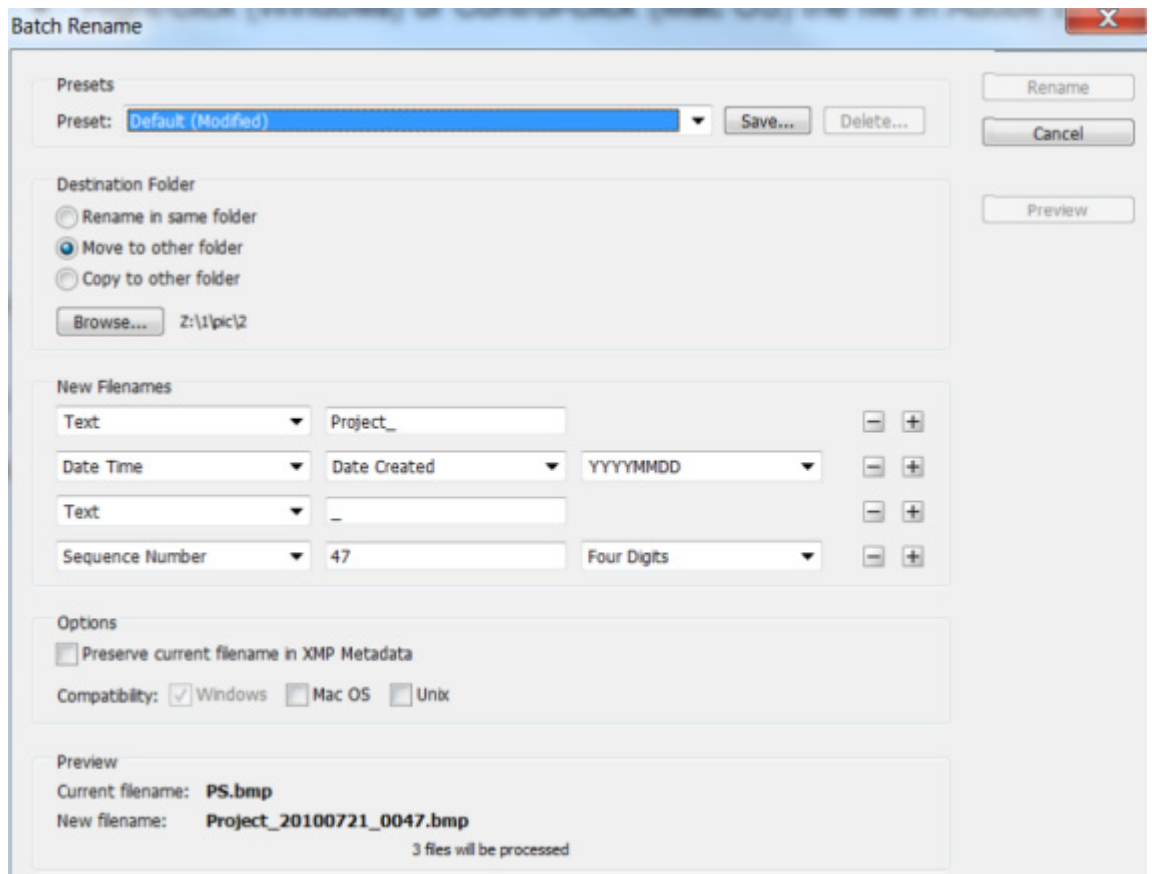 Batch Rename
Presets
Rename
Preset: Default (Modified) Save... Delete...
Cancel
Destination Folder
Rename in same folder
Preview
Move to other folder
Copy to other folder
Browse... Z:\1\pic\2
New Filenames
Text Project_
Date Time Date Created YYYYMMDD
Text _
Sequence Number 47 Four Digits
Options
Preserve current filename in XMP Metadata
Compatibility: Windows Mac OS Unix
Preview
Current filename: PS.bmp
New filename: Project_20100721_0047.bmp
3 files will be processed